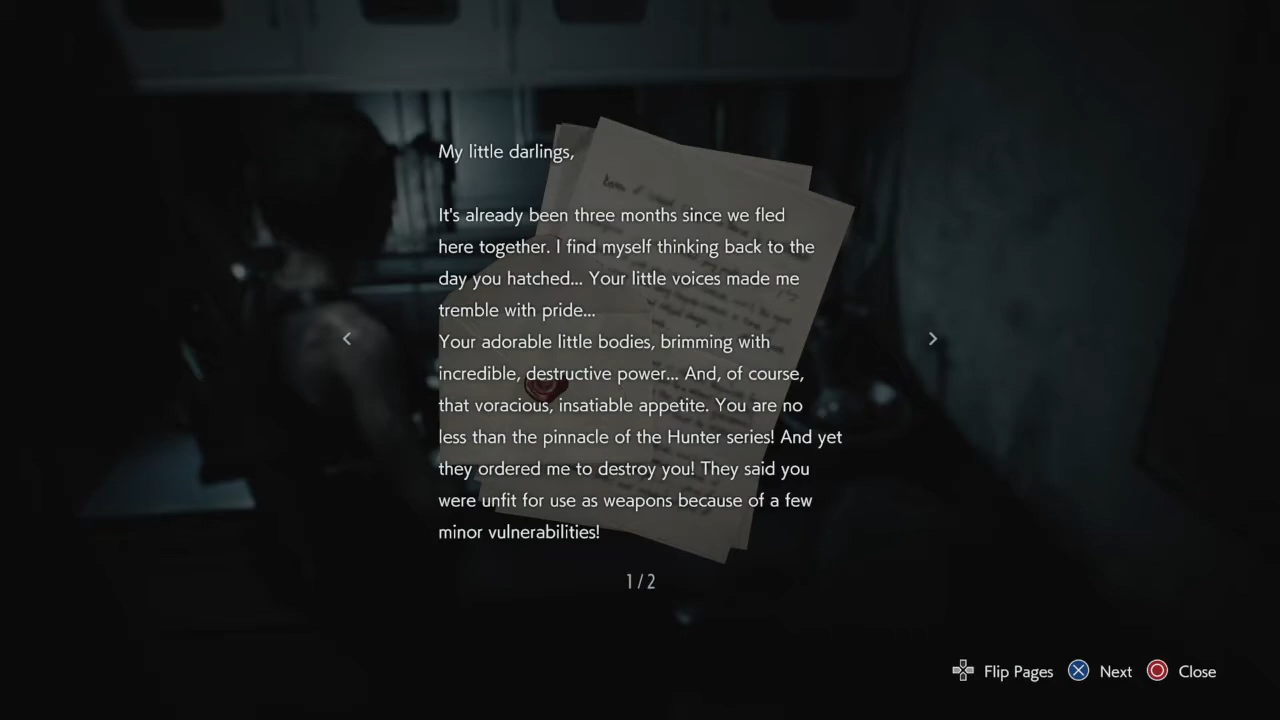 My little darlings,
It's already been three months since we fled
here together. I find myself thinking back to the
day you hatched... Your little voices made me
tremble with pride...
Your adorable little bodies, brimming with
incredible, destructive power... And, of course,
that voracious, insatiable appetite. You are no
less than the pinnacle of the Hunter series! And yet
they ordered me to destroy you! They said you
were unfit for use as weapons because of a few
minor vulnerabilities!
1 / 2
Flip Pages Next Close